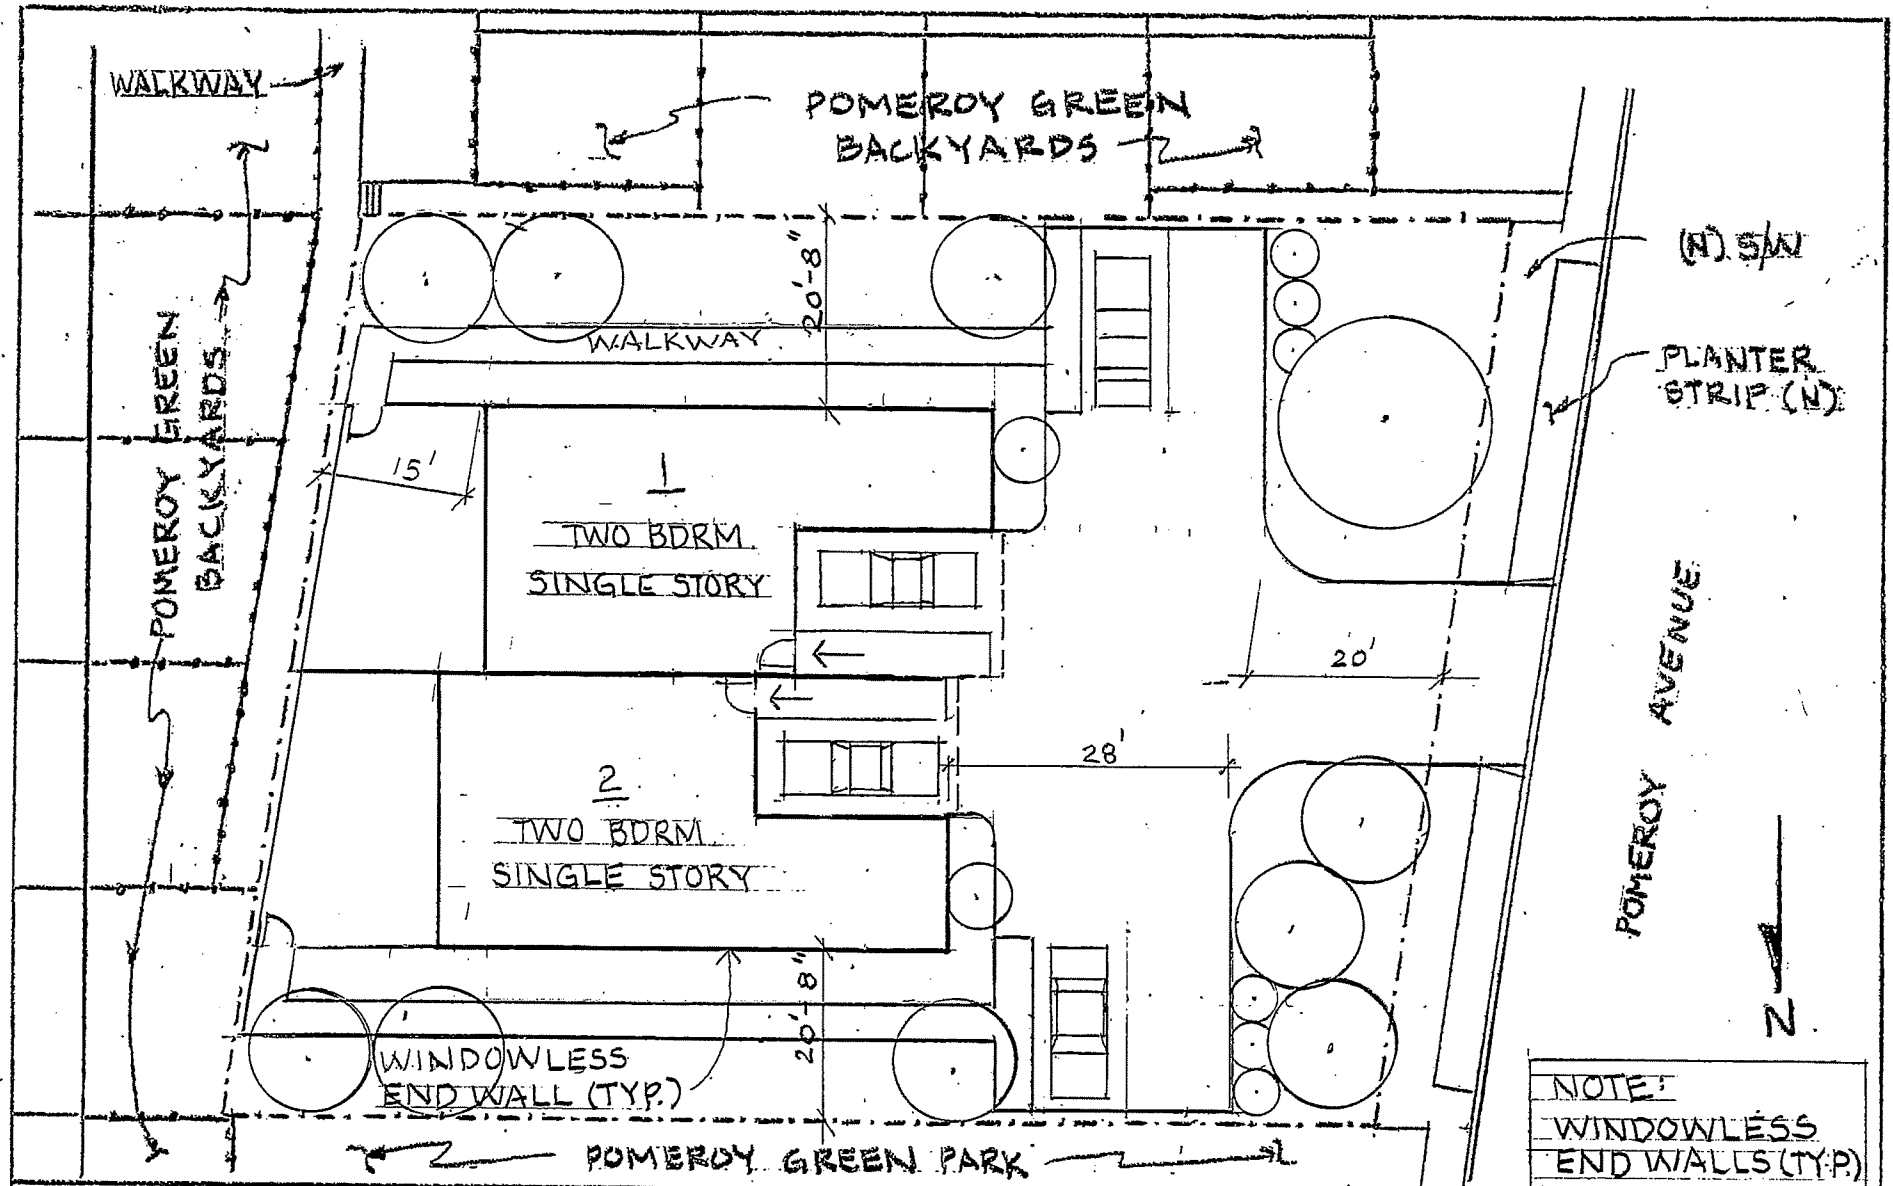 WALKWAY
POMEROY GREEN
BACKYARDS
(N) S/W
PLANTER
STRIP (N)
20'-8"
WALKWAY
POMEROY GREEN
BACKYARDS
15'
1
TWO BDRM.
SINGLE STORY
20'
28'
2
TWO BDRM.
SINGLE STORY
POMEROY AVENUE
N
20'-8"
WINDOWLESS
END WALL (TYP.)
POMEROY GREEN PARK
NOTE:
WINDOWLESS
END WALLS (TYP.)